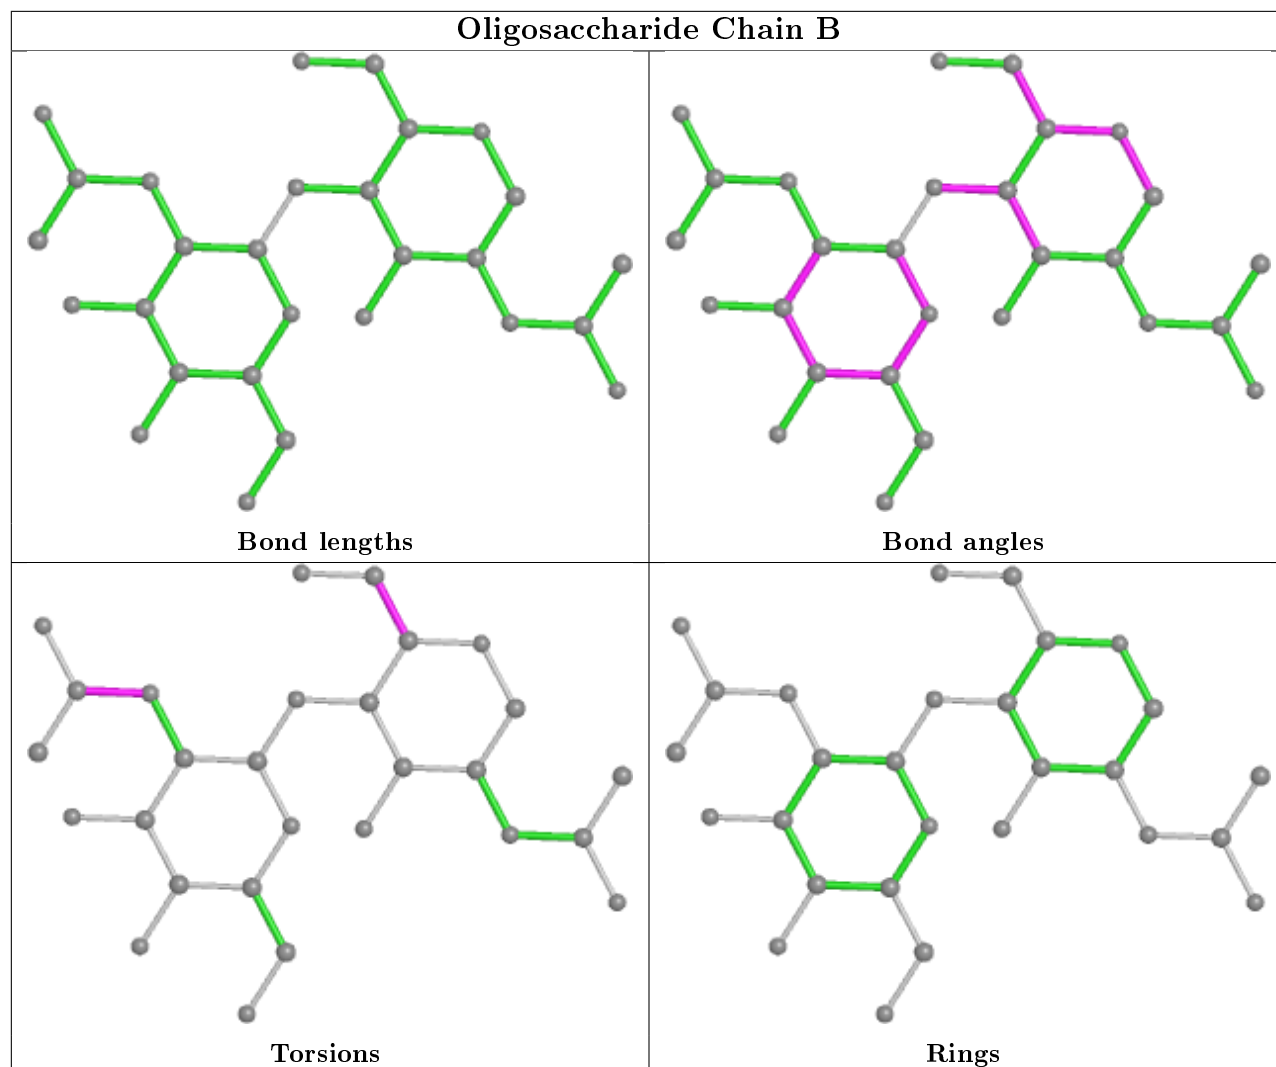 Oligosaccharide Chain B
Bond lengths
Bond angles
Torsions
Rings